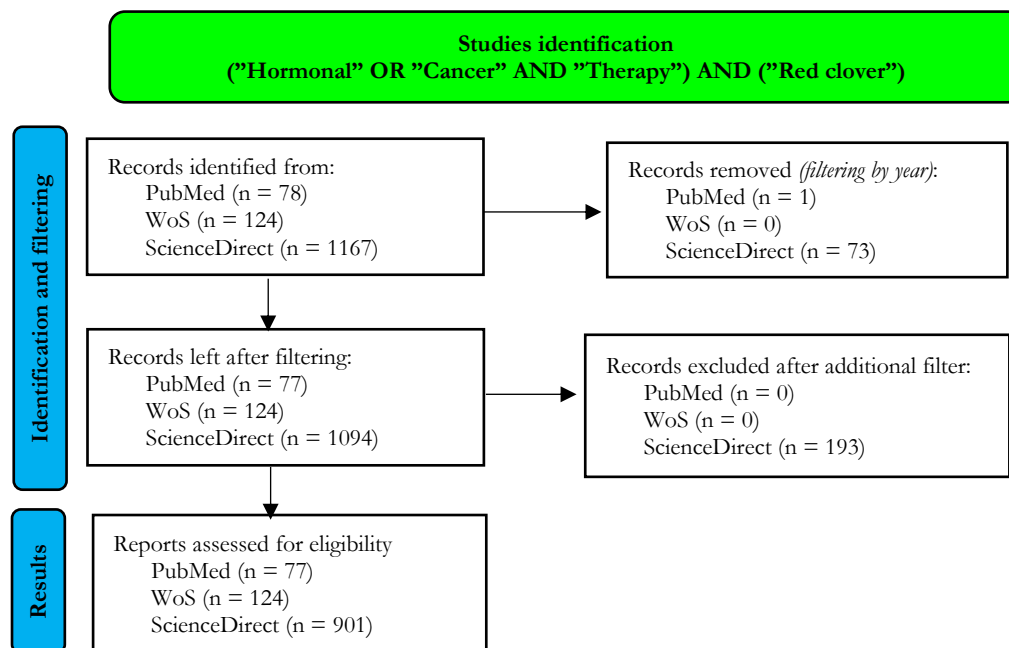 Studies identification
(”Hormonal” OR ”Cancer” AND ”Therapy”) AND (”Red clover”)
Identification and filtering
Records identified from:
PubMed (n = 78)
WoS (n = 124)
ScienceDirect (n = 1167)
Records removed (filtering by year):
PubMed (n = 1)
WoS (n = 0)
ScienceDirect (n = 73)
Records left after filtering:
PubMed (n = 77)
WoS (n = 124)
ScienceDirect (n = 1094)
Records excluded after additional filter:
PubMed (n = 0)
WoS (n = 0)
ScienceDirect (n = 193)
Results
Reports assessed for eligibility
PubMed (n = 77)
WoS (n = 124)
ScienceDirect (n = 901)